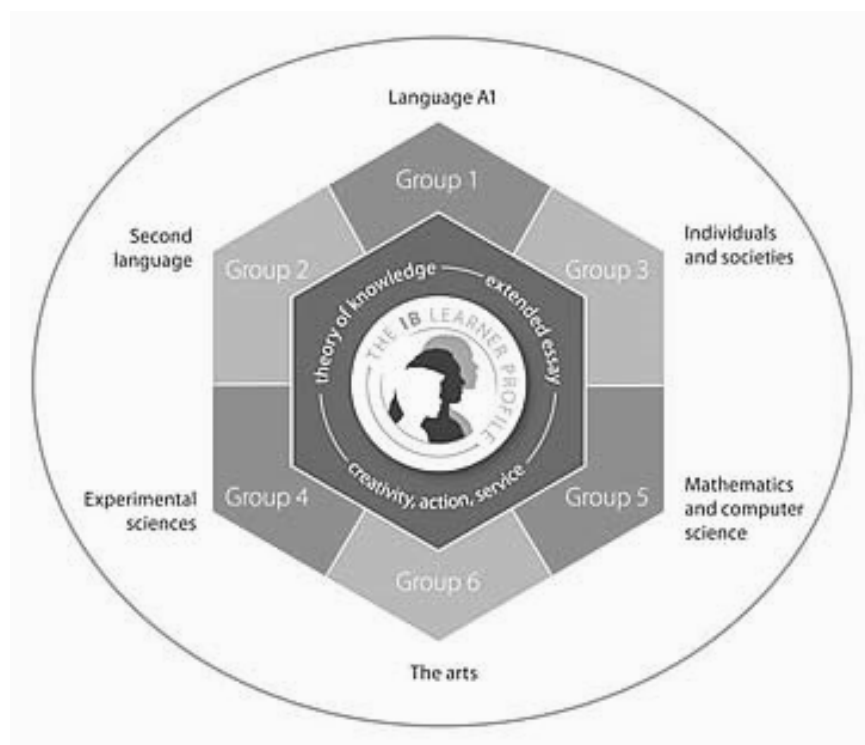 Language A1
Group 1
Second
language
Group 2
Group 3
Individuals
and societies
theory of knowledge
extended essay
THE IB LEARNER PROFILE
creativity, action, service
Experimental
sciences
Group 4
Group 5
Mathematics
and computer
science
Group 6
The arts